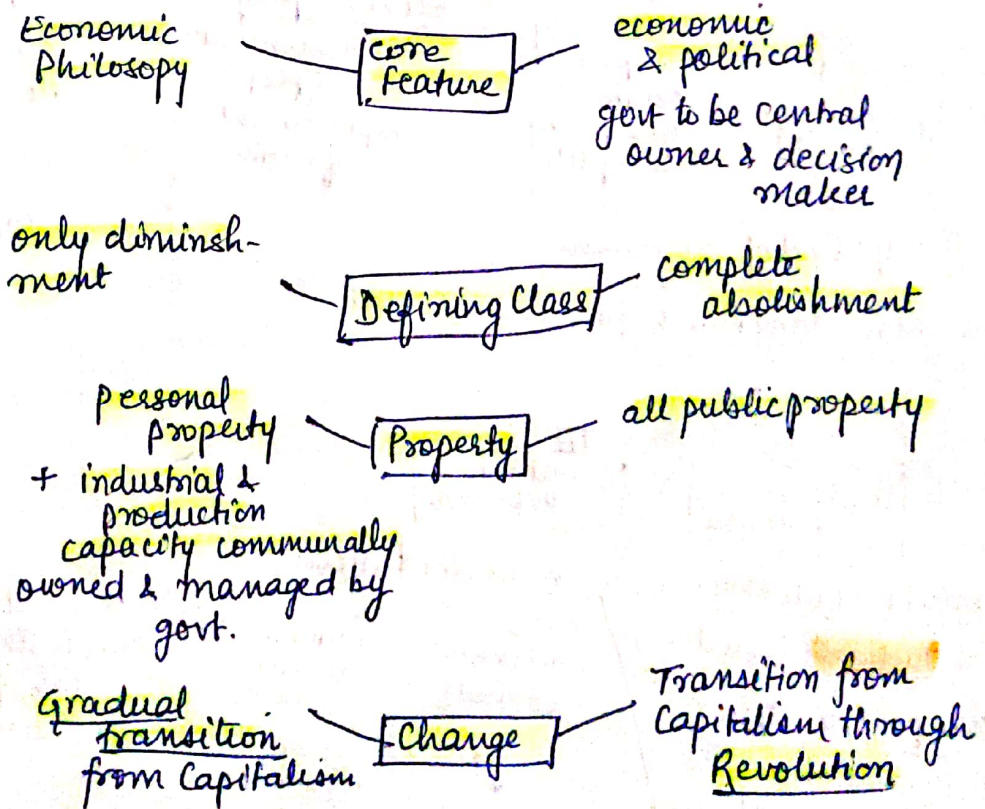 Economic
Philosopy
core
feature
economic
& political
govt to be central
owner & decision
maker
only diminsh-
ment
Defining Class
complete
abolishment
personal
property
+ industrial &
production
capacity communally
owned & managed by
govt.
Property
all public property
Gradual
transition
from Capitalism
Change
Transition from
Capitalism through
Revolution